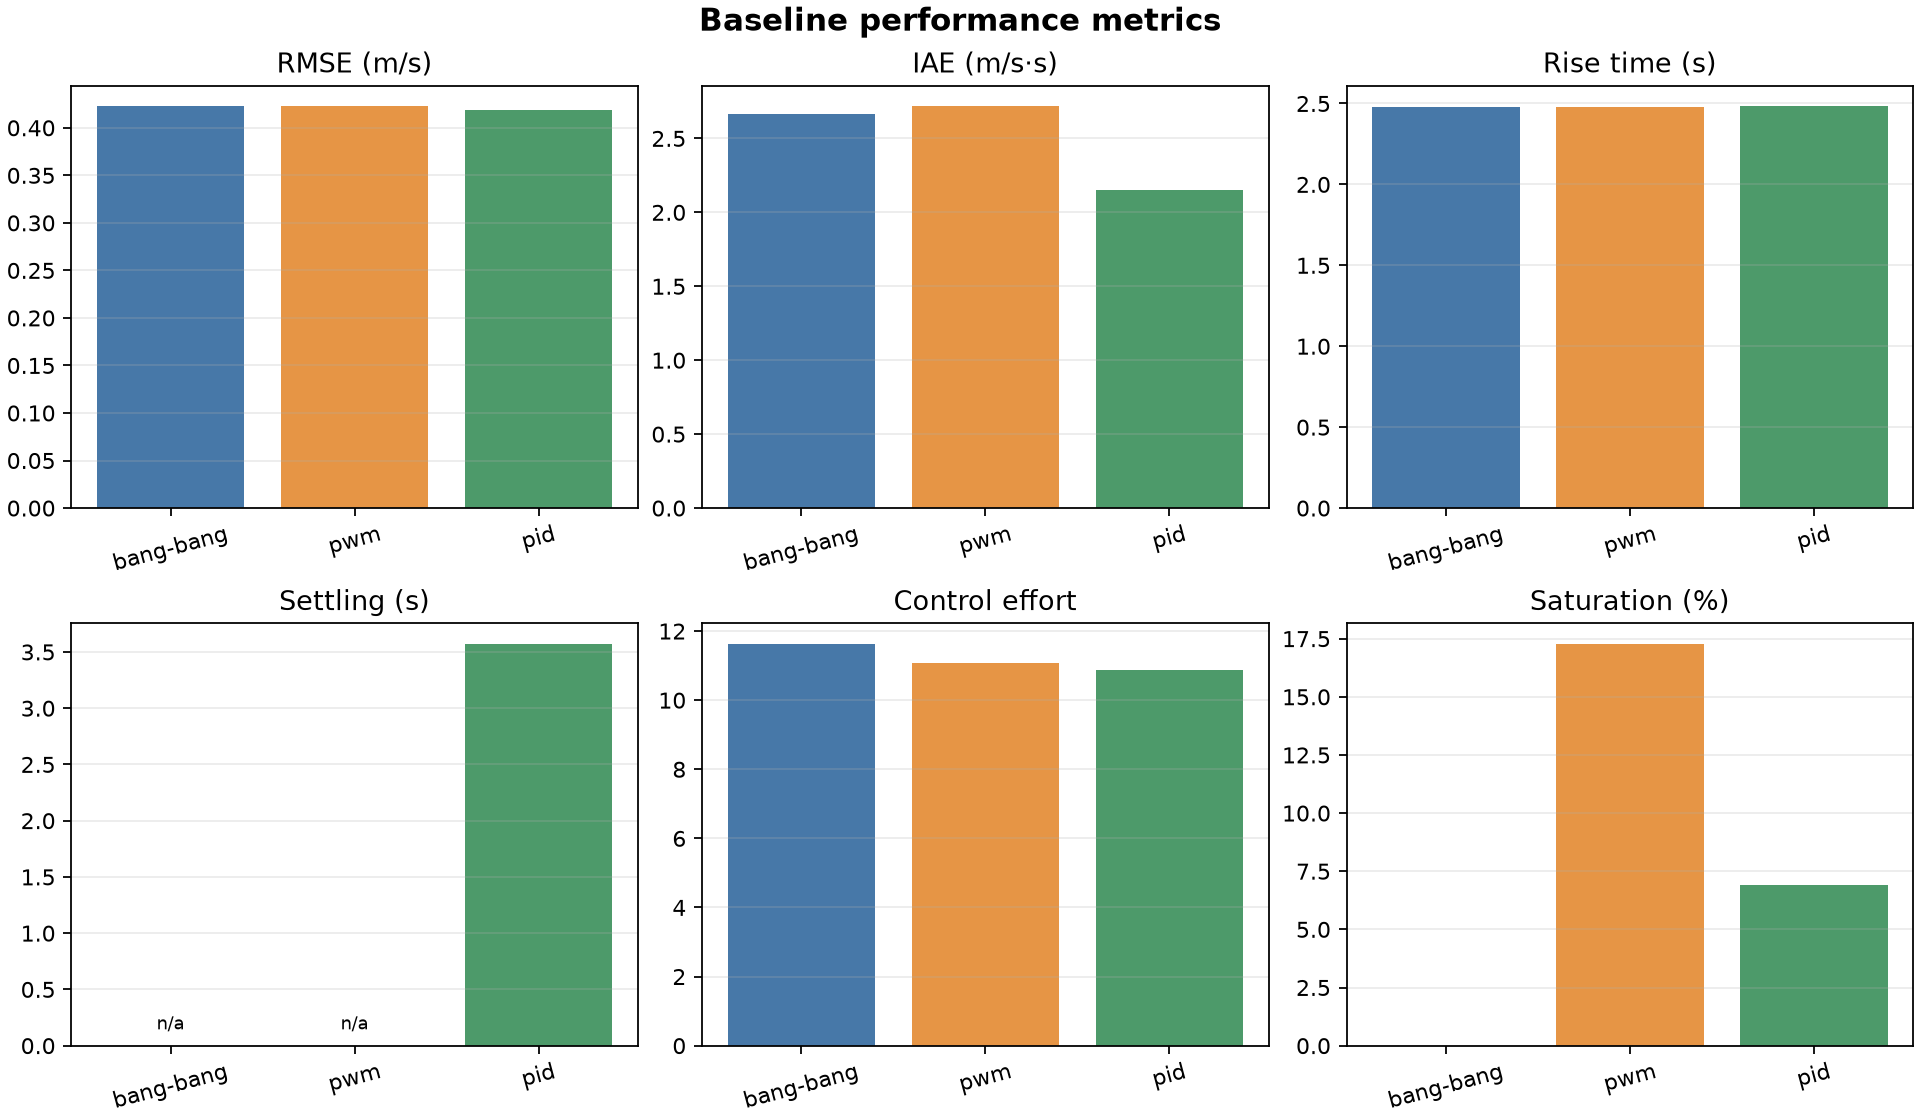 Baseline performance metrics
RMSE (m/s)
0.40
0.35
0.30
0.25
0.20
0.15
0.10
0.05
0.00
bang-bang
pwm
pid
IAE (m/s·s)
2.5
2.0
1.5
1.0
0.5
0.0
bang-bang
pwm
pid
Rise time (s)
2.5
2.0
1.5
1.0
0.5
0.0
bang-bang
pwm
pid
Settling (s)
3.5
3.0
2.5
2.0
1.5
1.0
0.5
0.0
n/a
n/a
bang-bang
pwm
pid
Control effort
12
10
8
6
4
2
0
bang-bang
pwm
pid
Saturation (%)
17.5
15.0
12.5
10.0
7.5
5.0
2.5
0.0
bang-bang
pwm
pid